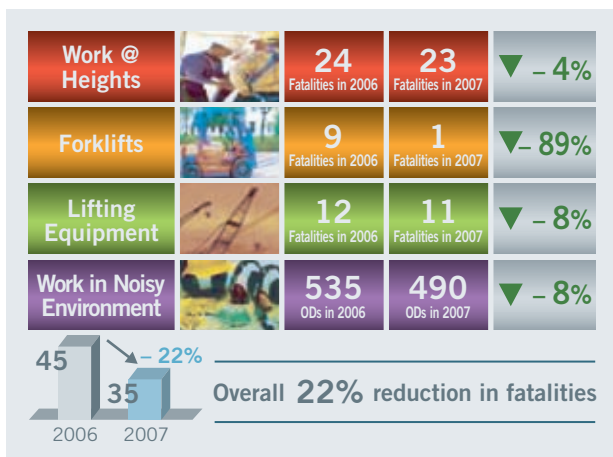 Work @
Heights
24
Fatalities in 2006
23
Fatalities in 2007
– 4%
Forklifts
9
Fatalities in 2006
1
Fatalities in 2007
– 89%
Lifting
Equipment
12
Fatalities in 2006
11
Fatalities in 2007
– 8%
Work in Noisy
Environment
535
ODs in 2006
490
ODs in 2007
– 8%
45
– 22%
35
2006 2007
Overall 22% reduction in fatalities